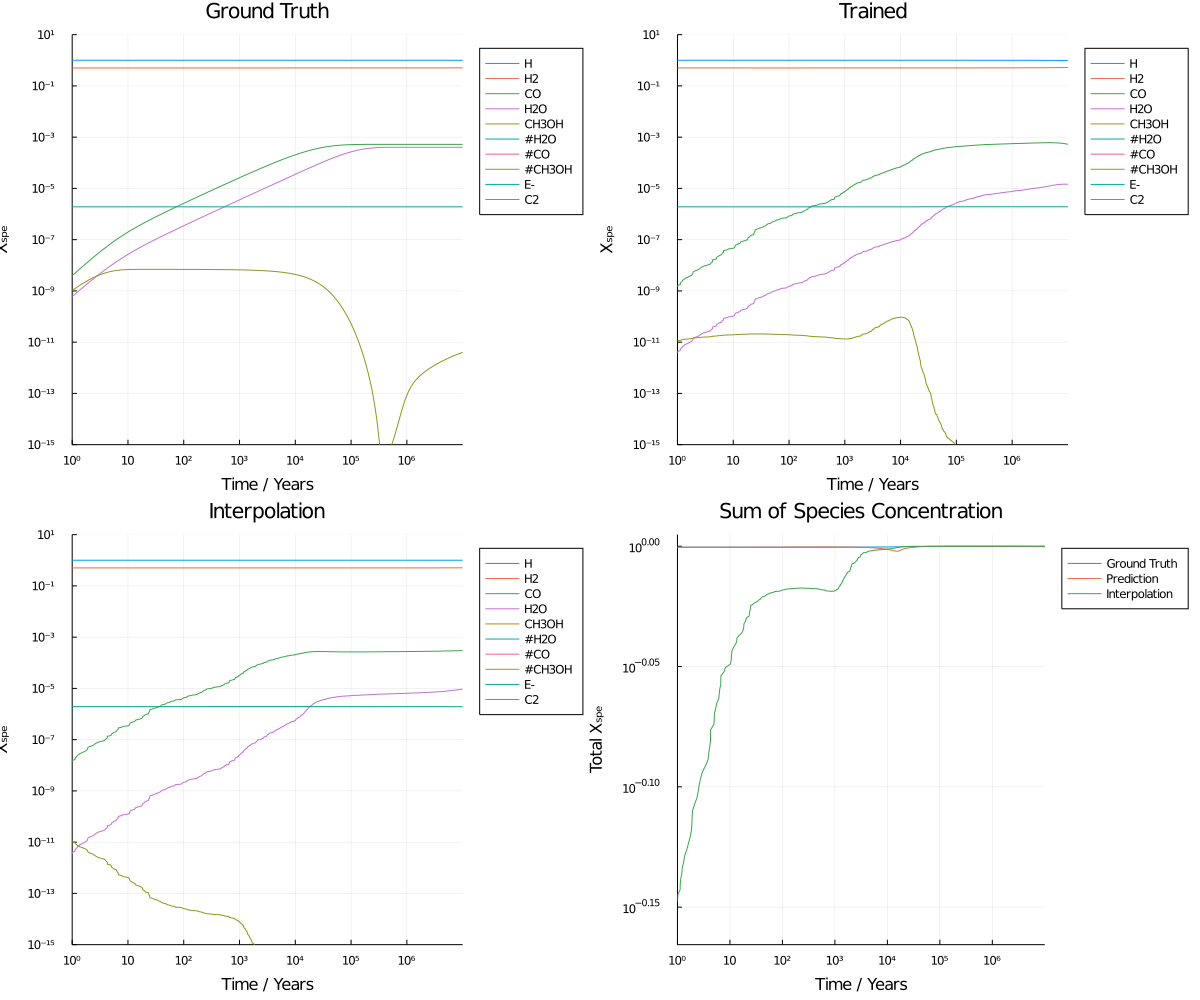 Ground Truth
10¹
10⁻¹
10⁻³
10⁻⁵
10⁻⁷
10⁻⁹
10⁻¹¹
10⁻¹³
10⁻¹⁵
Xspe
10⁰ 10 10² 10³ 10⁴ 10⁵ 10⁶
Time / Years
H
H2
CO
H2O
CH3OH
#H2O
#CO
#CH3OH
E-
C2
Trained
10¹
10⁻¹
10⁻³
10⁻⁵
10⁻⁷
10⁻⁹
10⁻¹¹
10⁻¹³
10⁻¹⁵
Xspe
10⁰ 10 10² 10³ 10⁴ 10⁵ 10⁶
Time / Years
H
H2
CO
H2O
CH3OH
#H2O
#CO
#CH3OH
E-
C2
Interpolation
10¹
10⁻¹
10⁻³
10⁻⁵
10⁻⁷
10⁻⁹
10⁻¹¹
10⁻¹³
10⁻¹⁵
Xspe
10⁰ 10 10² 10³ 10⁴ 10⁵ 10⁶
Time / Years
H
H2
CO
H2O
CH3OH
#H2O
#CO
#CH3OH
E-
C2
Sum of Species Concentration
10^0.00
10^−0.05
10^−0.10
10^−0.15
Total Xspe
10⁰ 10 10² 10³ 10⁴ 10⁵ 10⁶
Time / Years
Ground Truth
Prediction
Interpolation